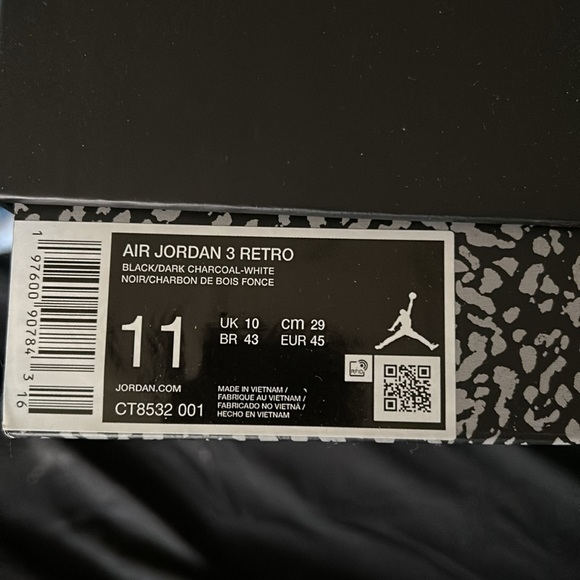 AIR JORDAN 3 RETRO
BLACK/DARK CHARCOAL-WHITE
NOIR/CHARBON DE BOIS FONCE
11
UK 10 cm 29
BR 43 EUR 45
JORDAN.COM
CT8532 001
MADE IN VIETNAM /
FABRIQUE AU VIETNAM /
FABRICADO NO VIETNÃ /
HECHO EN VIETNAM
RFID
1 97600 90784 3 16